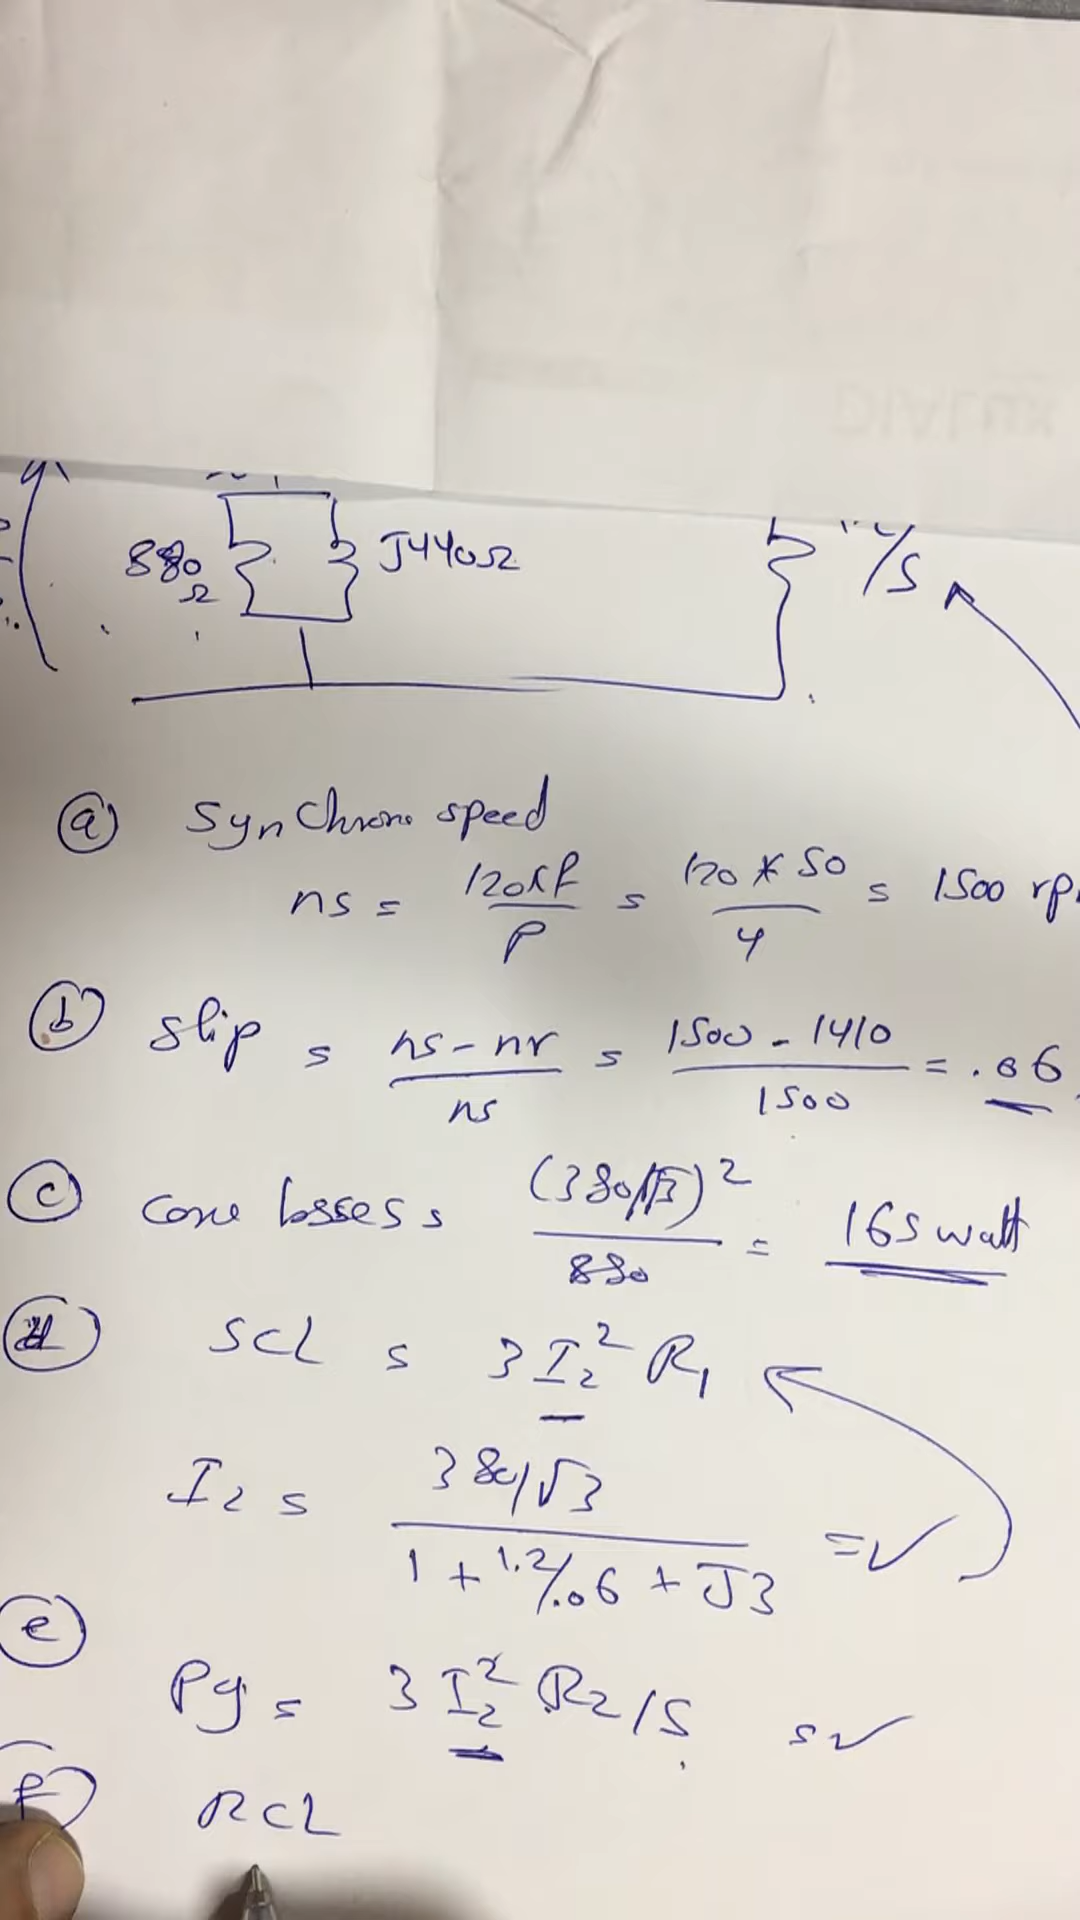 880 Ω J440Ω /S
(a) Synchrono speed
ns = 120×f / P = 120 * 50 / 4 = 1500 rp
(b) slip = ns - nr / ns = 1500 - 1410 / 1500 = .06
(c) core losses = (380/√3)² / 880 = 165 watt
(d) SCL = 3 I₂² R₁
I₂ = 380/√3 / 1 + 1.2/.06 + J3 = ✓
(e)
Pg = 3 I₂² R₂/S = ✓
(f) RCL